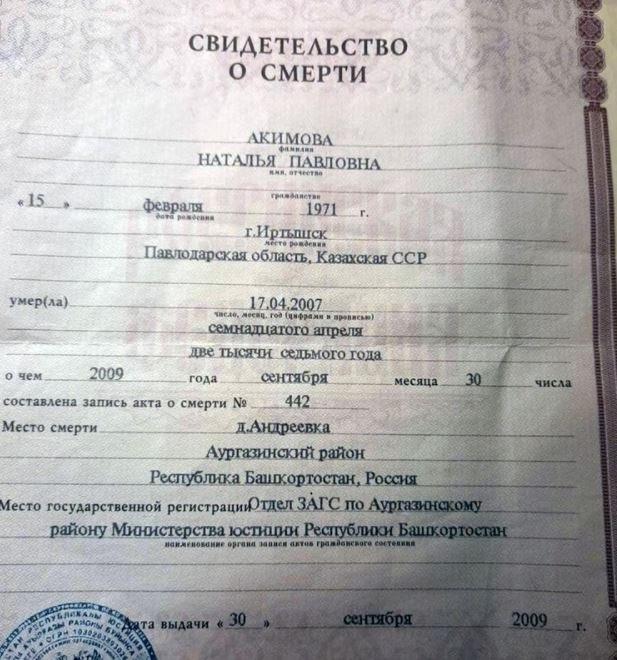 СВИДЕТЕЛЬСТВО
О СМЕРТИ
АКИМОВА
фамилия
НАТАЛЬЯ ПАВЛОВНА
имя, отчество
гражданство
«15 » февраля 1971 г.
дата рождения
г.Иртышск
место рождения
Павлодарская область, Казахская ССР
умер(ла) 17.04.2007
число, месяц, год (цифрами и прописью)
семнадцатого апреля
две тысячи седьмого года
о чем 2009 года сентября месяца 30 числа
составлена запись акта о смерти № 442
Место смерти д.Андреевка
Аургазинский район
Республика Башкортостан, Россия
Место государственной регистрации Отдел ЗАГС по Аургазинскому
району Министерства юстиции Республики Башкортостан
наименование органа записи актов гражданского состояния
Дата выдачи « 30 » сентября 2009 г.